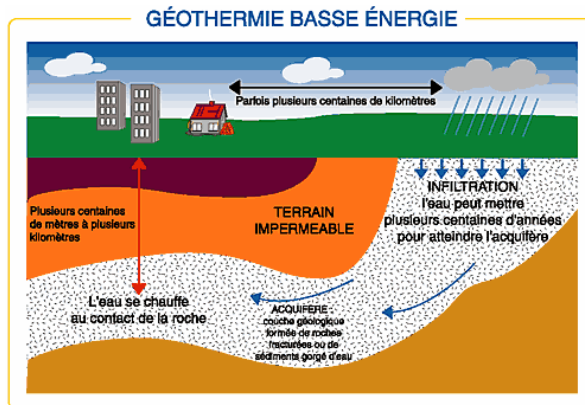 GÉOTHERMIE BASSE ÉNERGIE
Parfois plusieurs centaines de kilomètres
INFILTRATION
l'eau peut mettre
plusieurs centaines d'années
pour atteindre l'acquifère
Plusieurs centaines
de mètres à plusieurs
kilomètres
TERRAIN
IMPERMEABLE
L'eau se chauffe
au contact de la roche
ACQUIFERE
couche géologique
formée de roches
fracturées ou de
sédiments gorgé d'eau